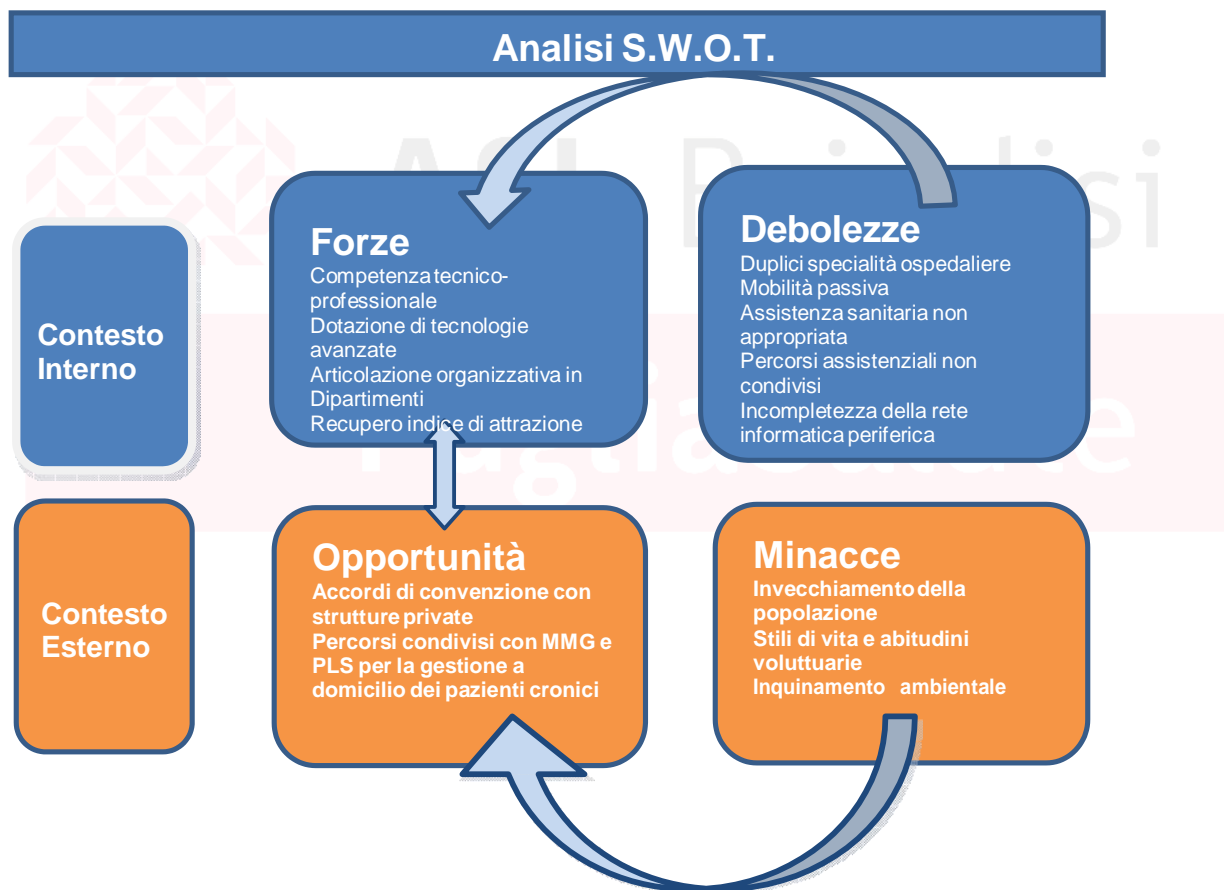 Analisi S.W.O.T.
ASL Brindisi
PugliaSalute
Contesto
Interno
Forze
Competenza tecnico-
professionale
Dotazione di tecnologie
avanzate
Articolazione organizzativa in
Dipartimenti
Recupero indice di attrazione
Debolezze
Duplici specialità ospedaliere
Mobilità passiva
Assistenza sanitaria non
appropriata
Percorsi assistenziali non
condivisi
Incompletezza della rete
informatica periferica
Contesto
Esterno
Opportunità
Accordi di convenzione con
strutture private
Percorsi condivisi con MMG e
PLS per la gestione a
domicilio dei pazienti cronici
Minacce
Invecchiamento della
popolazione
Stili di vita e abitudini
voluttuarie
Inquinamento ambientale